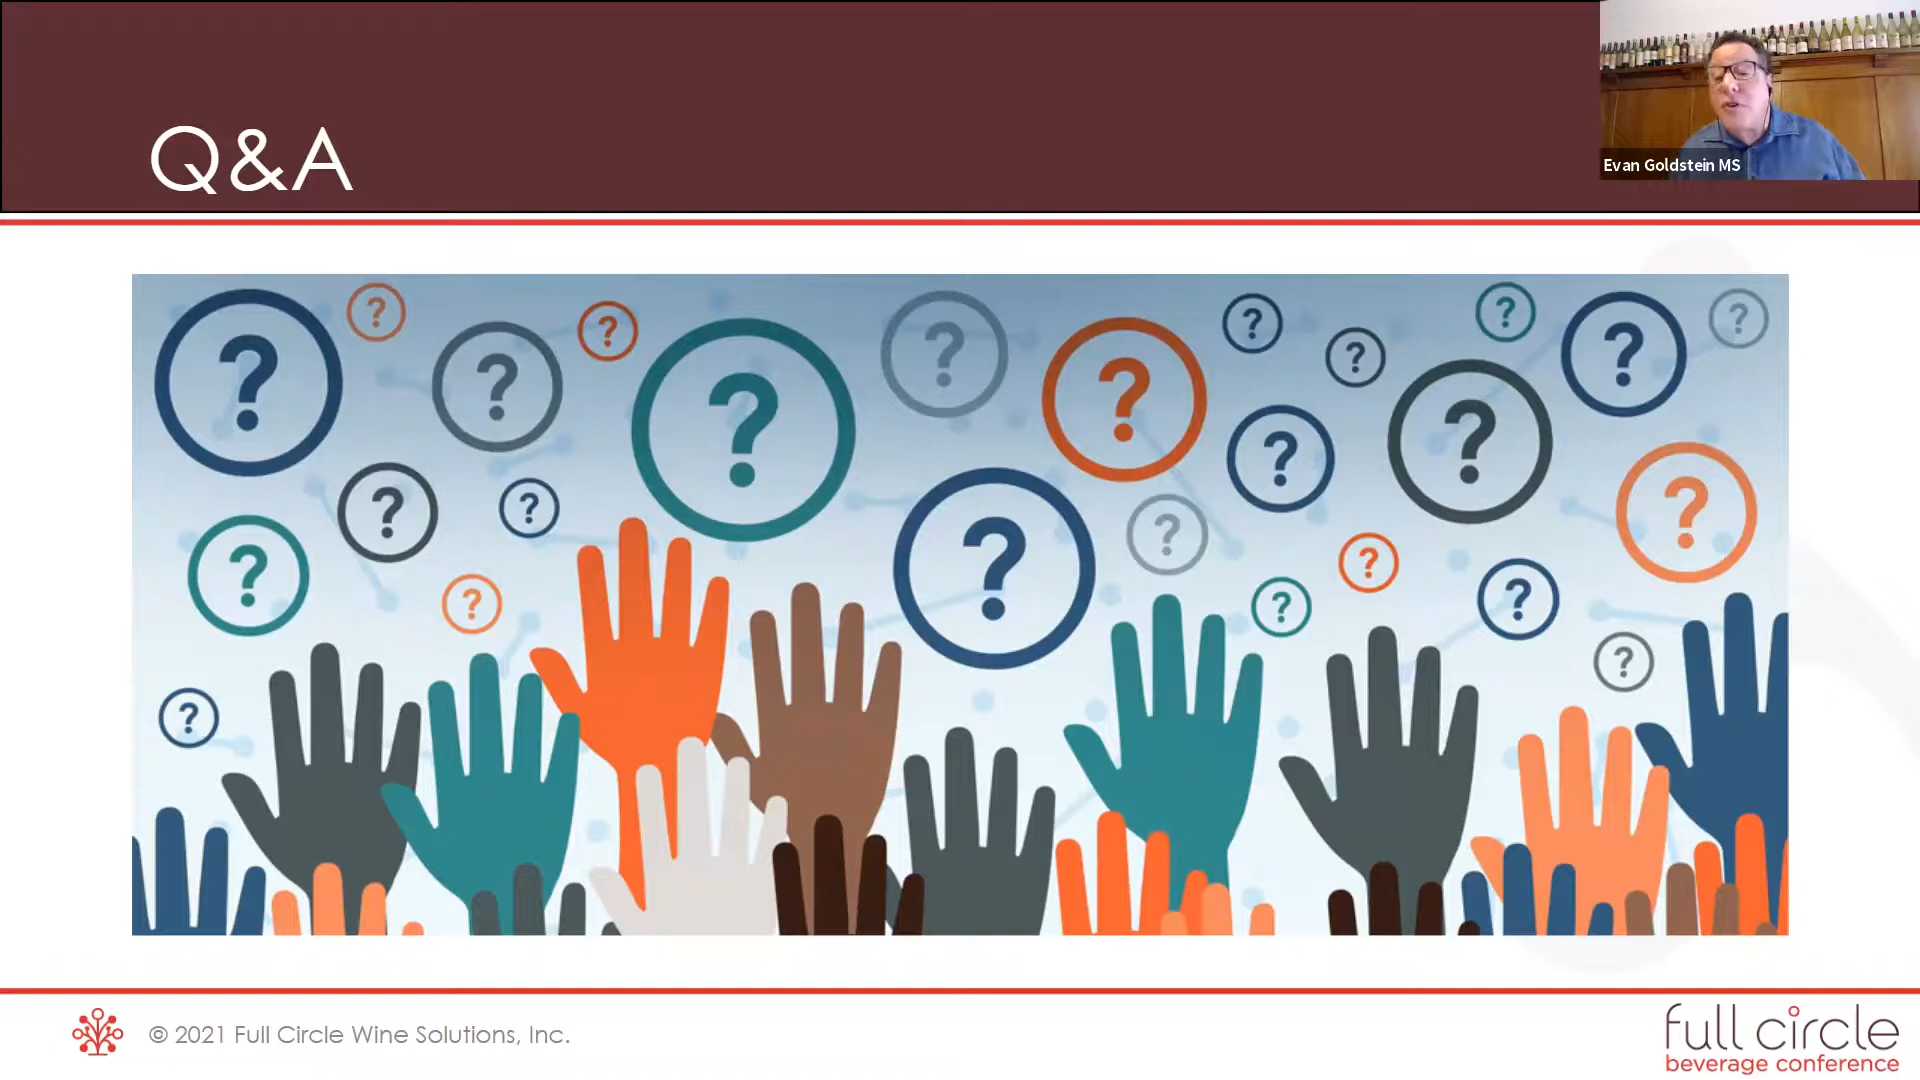 Q&A
Evan Goldstein MS
? ? ? ? ? ? ? ? ? ? ? ?
? ? ? ? ? ? ? ? ? ? ? ? ? ? ?
© 2021 Full Circle Wine Solutions, Inc.
full circle
beverage conference